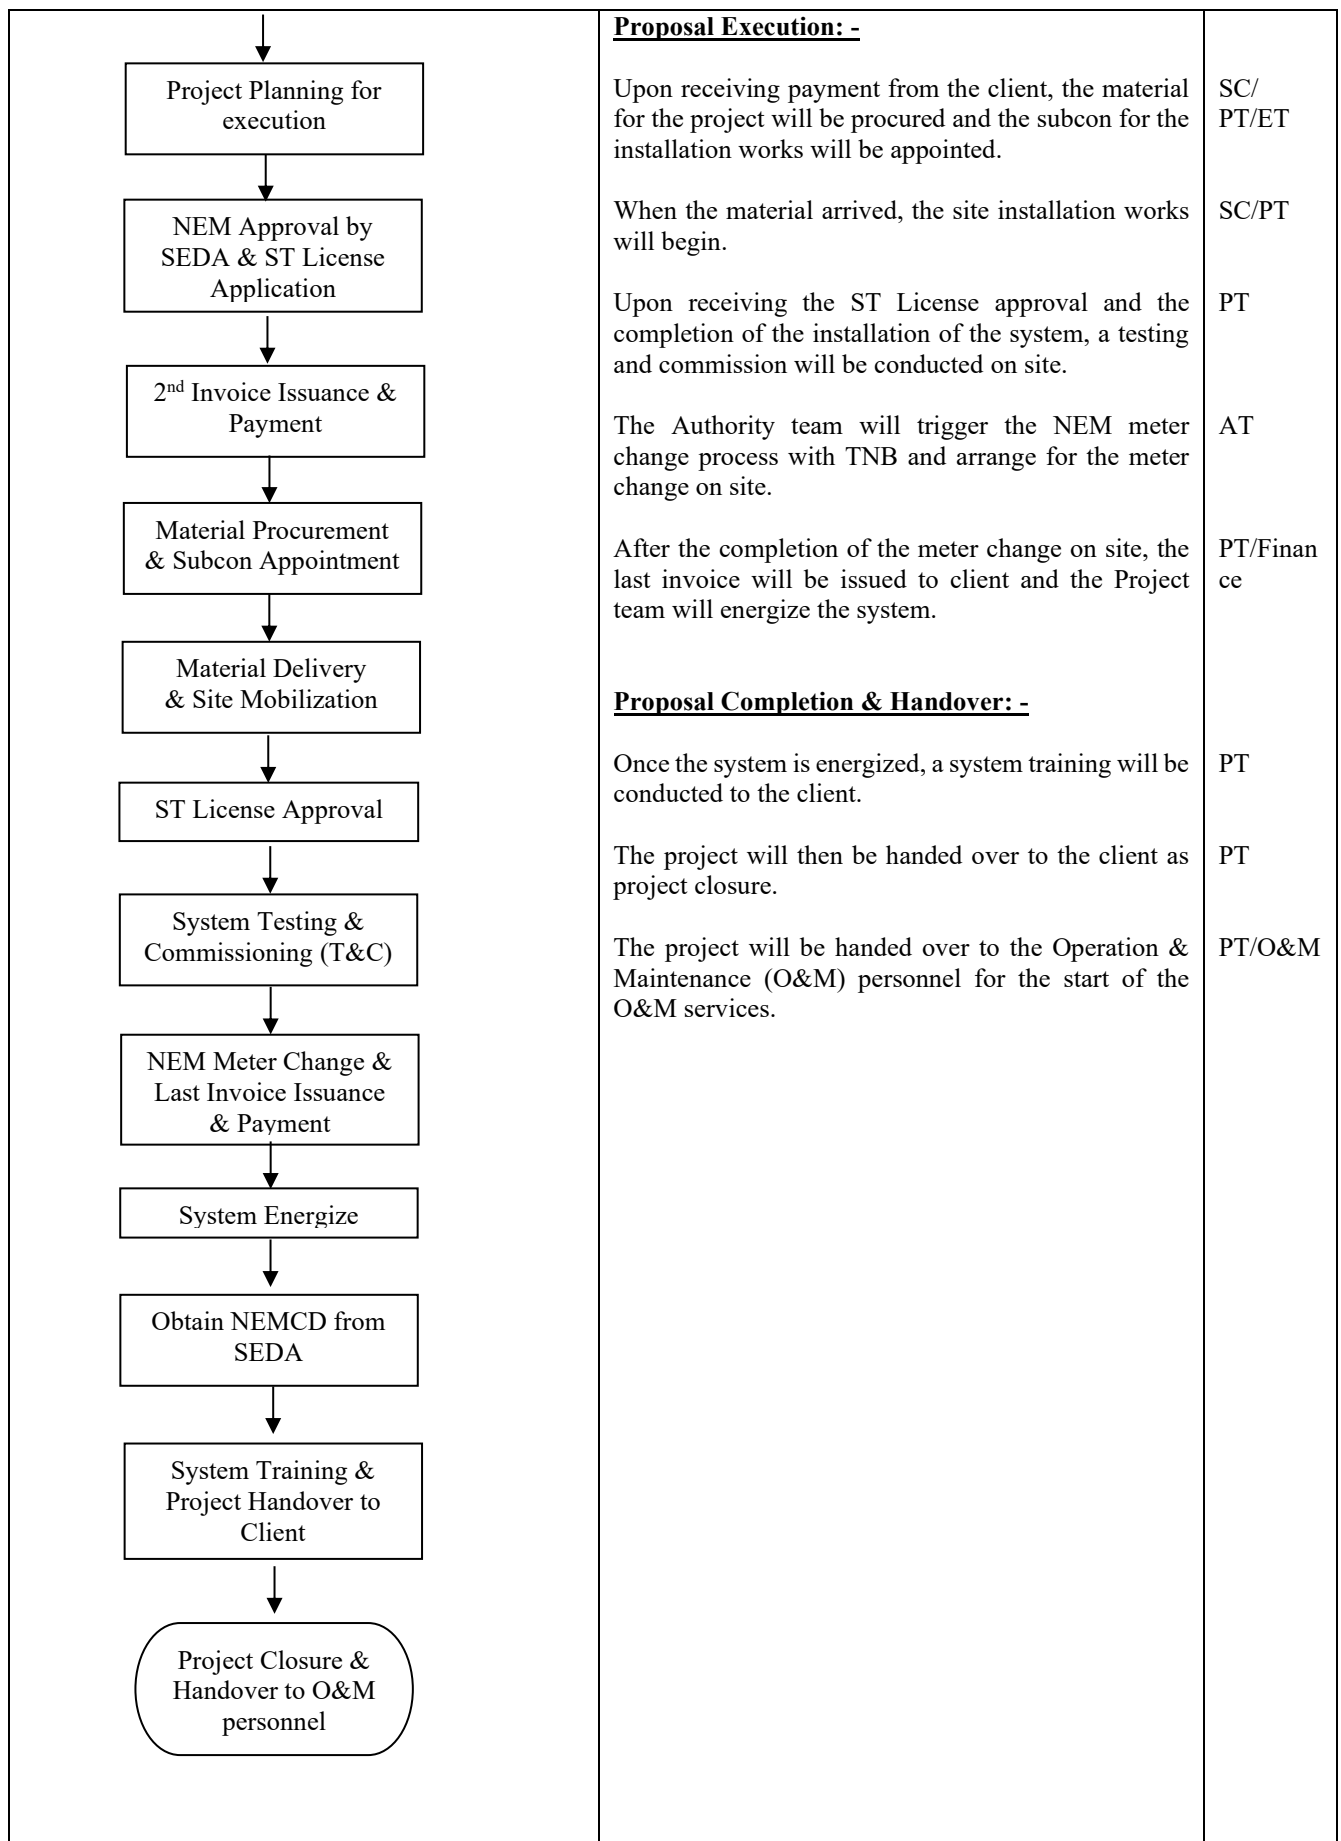 Project Planning for
execution
NEM Approval by
SEDA & ST License
Application
2nd Invoice Issuance &
Payment
Material Procurement
& Subcon Appointment
Material Delivery
& Site Mobilization
ST License Approval
System Testing &
Commissioning (T&C)
NEM Meter Change &
Last Invoice Issuance
& Payment
System Energize
Obtain NEMCD from
SEDA
System Training &
Project Handover to
Client
Project Closure &
Handover to O&M
personnel
Proposal Execution: -
Upon receiving payment from the client, the material
for the project will be procured and the subcon for the
installation works will be appointed.
When the material arrived, the site installation works
will begin.
Upon receiving the ST License approval and the
completion of the installation of the system, a testing
and commission will be conducted on site.
The Authority team will trigger the NEM meter
change process with TNB and arrange for the meter
change on site.
After the completion of the meter change on site, the
last invoice will be issued to client and the Project
team will energize the system.
Proposal Completion & Handover: -
Once the system is energized, a system training will be
conducted to the client.
The project will then be handed over to the client as
project closure.
The project will be handed over to the Operation &
Maintenance (O&M) personnel for the start of the
O&M services.
SC/
PT/ET
SC/PT
PT
AT
PT/Finan
ce
PT
PT
PT/O&M